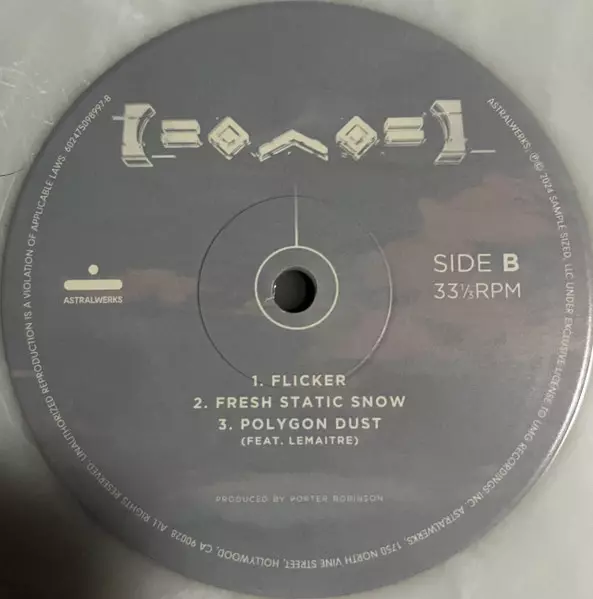 [=◇︿◇=]_
SIDE B
33⅓RPM
ASTRALWERKS
1. FLICKER
2. FRESH STATIC SNOW
3. POLYGON DUST
(FEAT. LEMAITRE)
PRODUCED BY PORTER ROBINSON
ASTRALWERKS, ℗© 2024 SAMPLE SIZED, LLC UNDER EXCLUSIVE LICENSE TO UMG RECORDINGS INC. ASTRALWERKS, 1750 NORTH VINE STREET, HOLLYWOOD, CA 90028. ALL RIGHTS RESERVED. UNAUTHORIZED REPRODUCTION IS A VIOLATION OF APPLICABLE LAWS. 602475098997-B